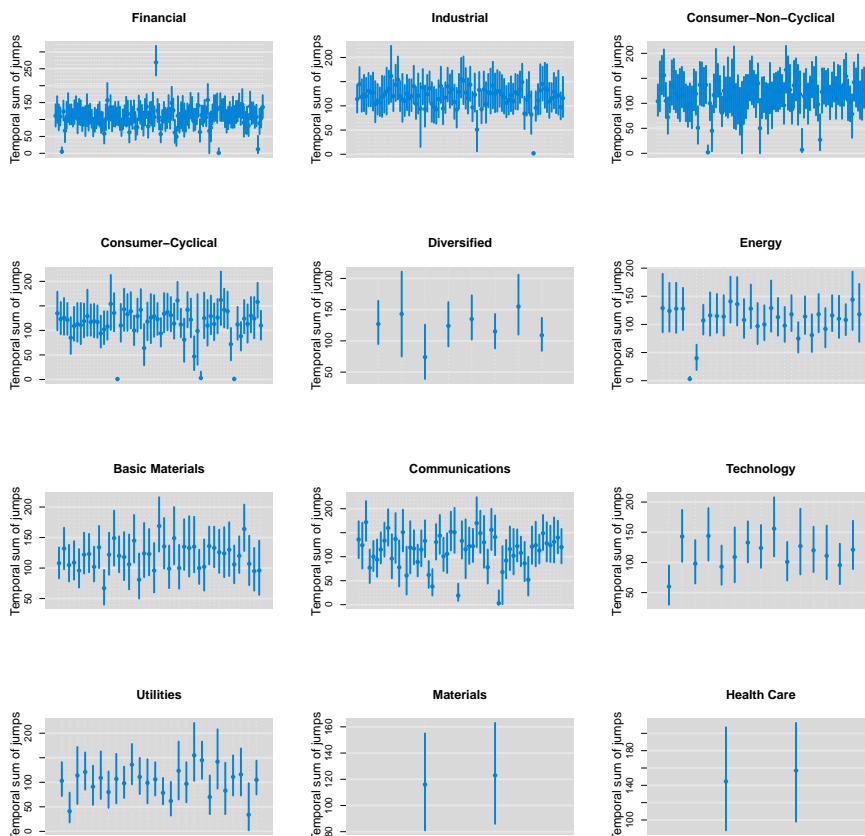 Financial
Industrial
Consumer−Non−Cyclical
Temporal sum of jumps
0 50 100 150 250
Temporal sum of jumps
0 50 100 150 200
Temporal sum of jumps
0 50 100 200
Consumer−Cyclical
Diversified
Energy
Temporal sum of jumps
0 50 100 200
Temporal sum of jumps
50 100 150 200
Temporal sum of jumps
0 50 100 150 200
Basic Materials
Communications
Technology
Temporal sum of jumps
50 100 150 200
Temporal sum of jumps
0 50 100 150 200
Temporal sum of jumps
50 100 150 200
Utilities
Materials
Health Care
Temporal sum of jumps
0 50 100 200
Temporal sum of jumps
80 100 120 140 160
Temporal sum of jumps
100 140 180